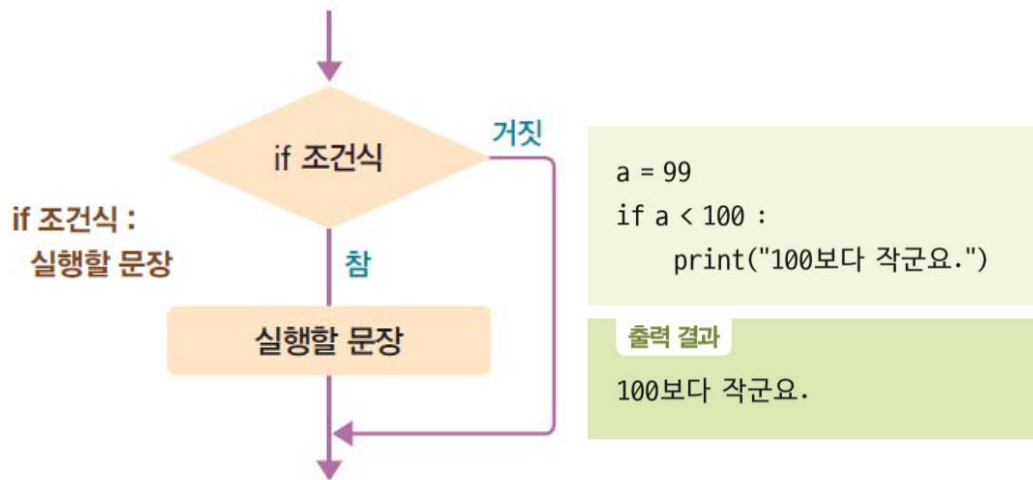 if 조건식
거짓
if 조건식 :
실행할 문장
참
실행할 문장
a = 99
if a < 100 :
    print("100보다 작군요.")
출력 결과
100보다 작군요.